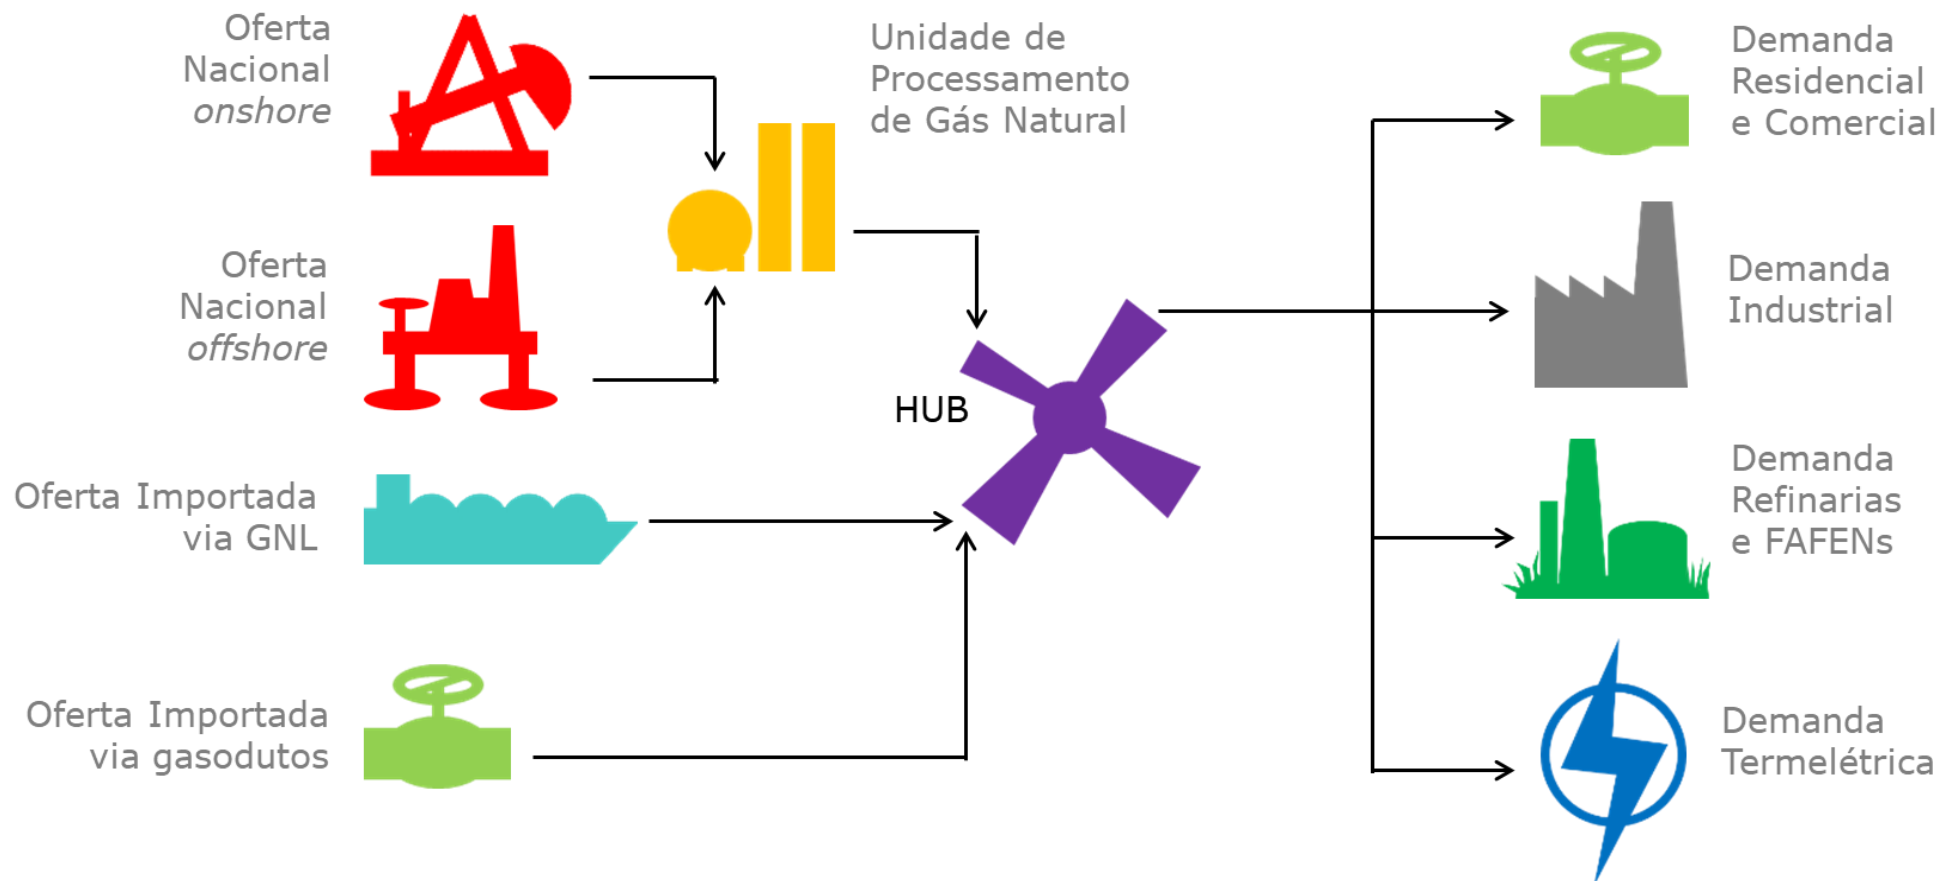 Oferta
Nacional
onshore
Unidade de
Processamento
de Gás Natural
Demanda
Residencial
e Comercial
Oferta
Nacional
offshore
Demanda
Industrial
HUB
Oferta Importada
via GNL
Demanda
Refinarias
e FAFENs
Oferta Importada
via gasodutos
Demanda
Termelétrica